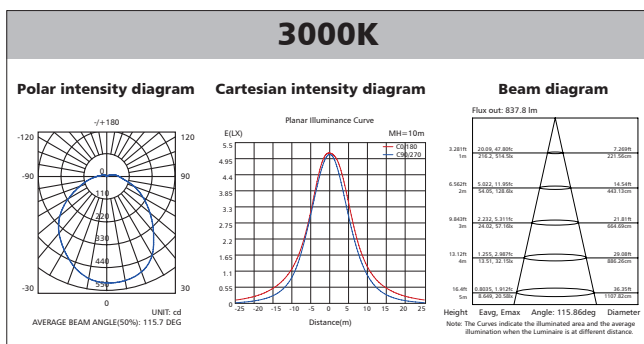 3000K
Polar intensity diagram
-/+180
-120
120
-90
0
90
110
220
330
440
550
-30
30
0
UNIT: cd
AVERAGE BEAM ANGLE(50%): 115.7 DEG
Cartesian intensity diagram
Planar Illuminance Curve
E(LX)
MH=10m
C0/180
C90/270
5.5
4.95
4.4
3.85
3.3
2.75
2.2
1.65
1.1
0.55
0
-25 -20 -15 -10 -5 0 5 10 15 20 25
Distance(m)
Beam diagram
Flux out: 837.8 lm
3.281ft 20.09, 47.80fc 7.269ft
1m 216.2, 514.5lx 221.56cm
6.562ft 5.022, 11.95fc 14.54ft
2m 54.05, 128.6lx 443.13cm
9.843ft 2.232, 5.311fc 21.81ft
3m 24.02, 57.16lx 664.69cm
13.12ft 1.255, 2.987fc 29.08ft
4m 13.51, 32.15lx 886.26cm
16.4ft 0.8035, 1.912fc 36.35ft
5m 8.649, 20.58lx 1107.82cm
Height Eavg, Emax Angle: 115.86deg Diameter
Note: The Curves indicate the illuminated area and the average
illumination when the Luminaire is at different distance.